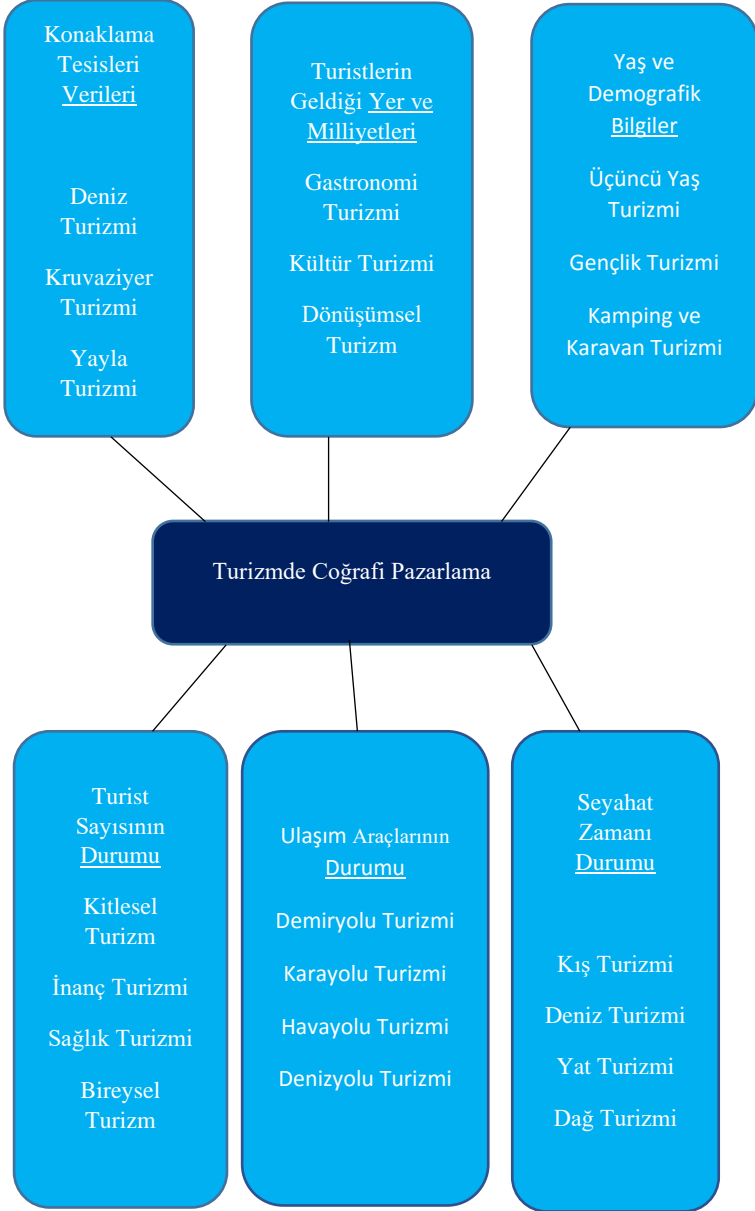 Konaklama
Tesisleri
Verileri
Deniz
Turizmi
Kruvaziyer
Turizmi
Yayla
Turizmi
Turistlerin
Geldiği Yer ve
Milliyetleri
Gastronomi
Turizmi
Kültür Turizmi
Dönüşümsel
Turizm
Yaş ve
Demografik
Bilgiler
Üçüncü Yaş
Turizmi
Gençlik Turizmi
Kamping ve
Karavan Turizmi
Turizmde Coğrafi Pazarlama
Turist
Sayısının
Durumu
Kitlesel
Turizm
İnanç Turizmi
Sağlık Turizmi
Bireysel
Turizm
Ulaşım Araçlarının
Durumu
Demiryolu Turizmi
Karayolu Turizmi
Havayolu Turizmi
Denizyolu Turizmi
Seyahat
Zamanı
Durumu
Kış Turizmi
Deniz Turizmi
Yat Turizmi
Dağ Turizmi